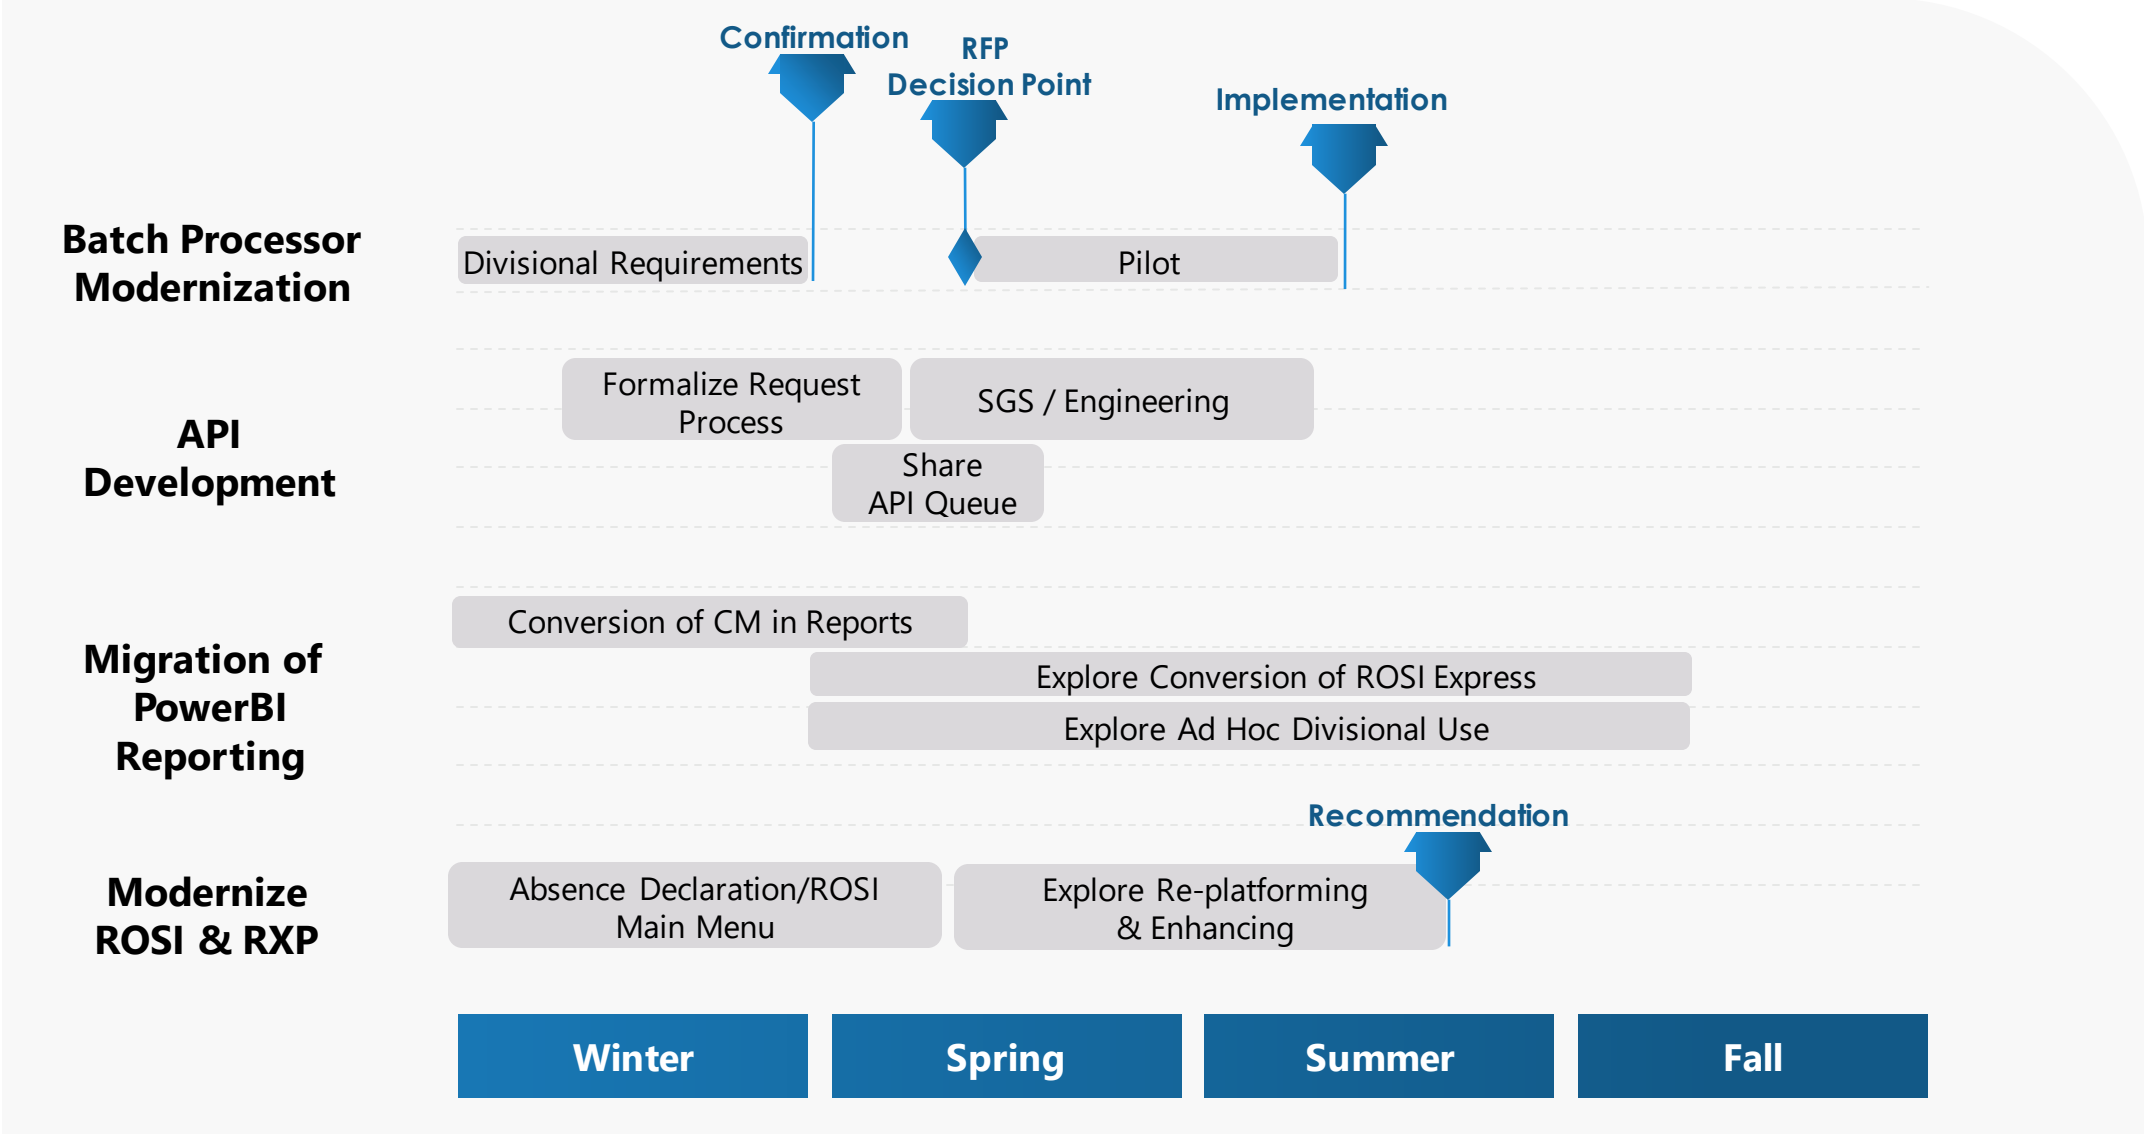 Confirmation
RFP
Decision Point
Implementation
Batch Processor
Modernization
Divisional Requirements
Pilot
API
Development
Formalize Request
Process
SGS / Engineering
Share
API Queue
Migration of
PowerBI
Reporting
Conversion of CM in Reports
Explore Conversion of ROSI Express
Explore Ad Hoc Divisional Use
Recommendation
Modernize
ROSI & RXP
Absence Declaration/ROSI
Main Menu
Explore Re-platforming
& Enhancing
Winter
Spring
Summer
Fall